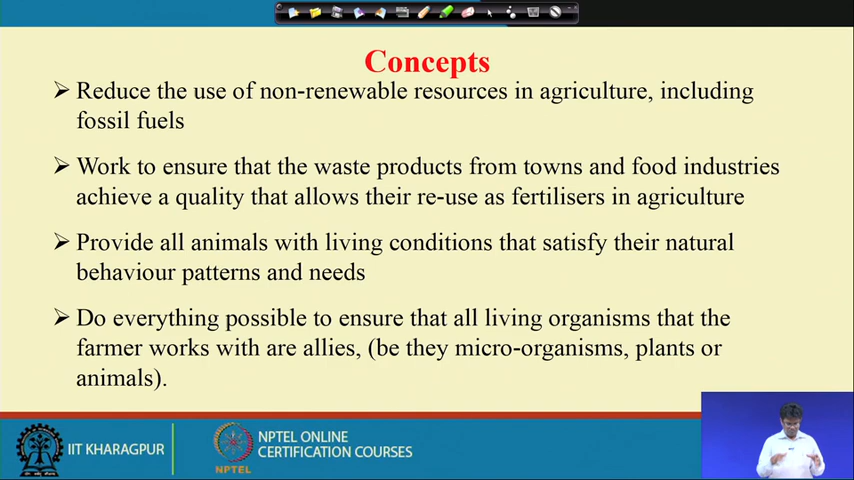 Concepts
➢ Reduce the use of non-renewable resources in agriculture, including
fossil fuels
➢ Work to ensure that the waste products from towns and food industries
achieve a quality that allows their re-use as fertilisers in agriculture
➢ Provide all animals with living conditions that satisfy their natural
behaviour patterns and needs
➢ Do everything possible to ensure that all living organisms that the
farmer works with are allies, (be they micro-organisms, plants or
animals).
IIT KHARAGPUR
NPTEL
NPTEL ONLINE
CERTIFICATION COURSES